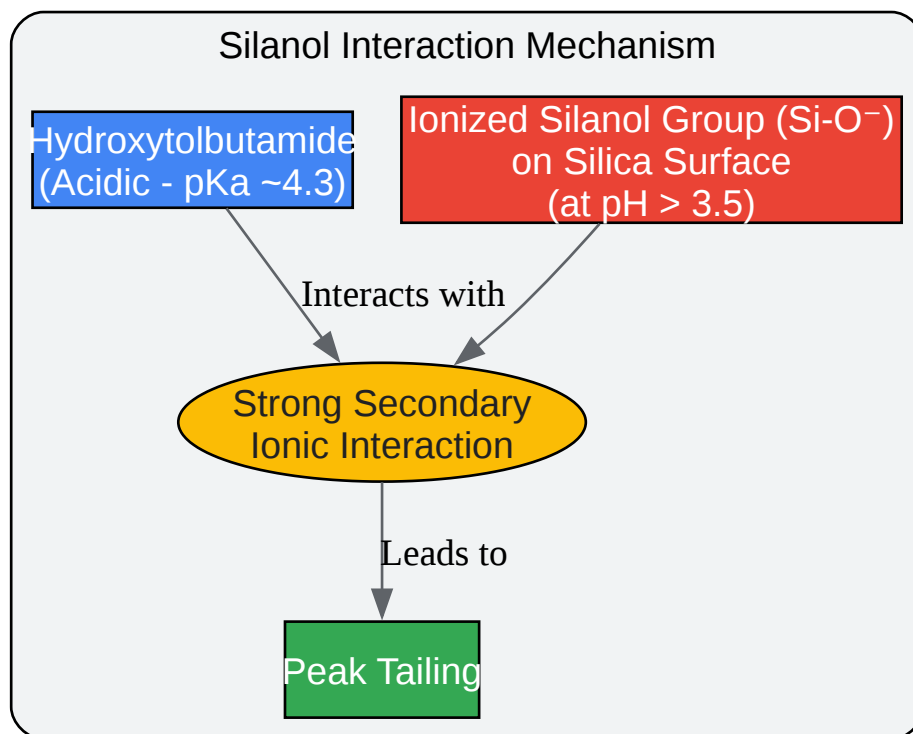 Silanol Interaction Mechanism
Hydroxytolbutamide
(Acidic - pKa ~4.3)
Ionized Silanol Group (Si-O⁻)
on Silica Surface
(at pH > 3.5)
Interacts with
Strong Secondary
Ionic Interaction
Leads to
Peak Tailing